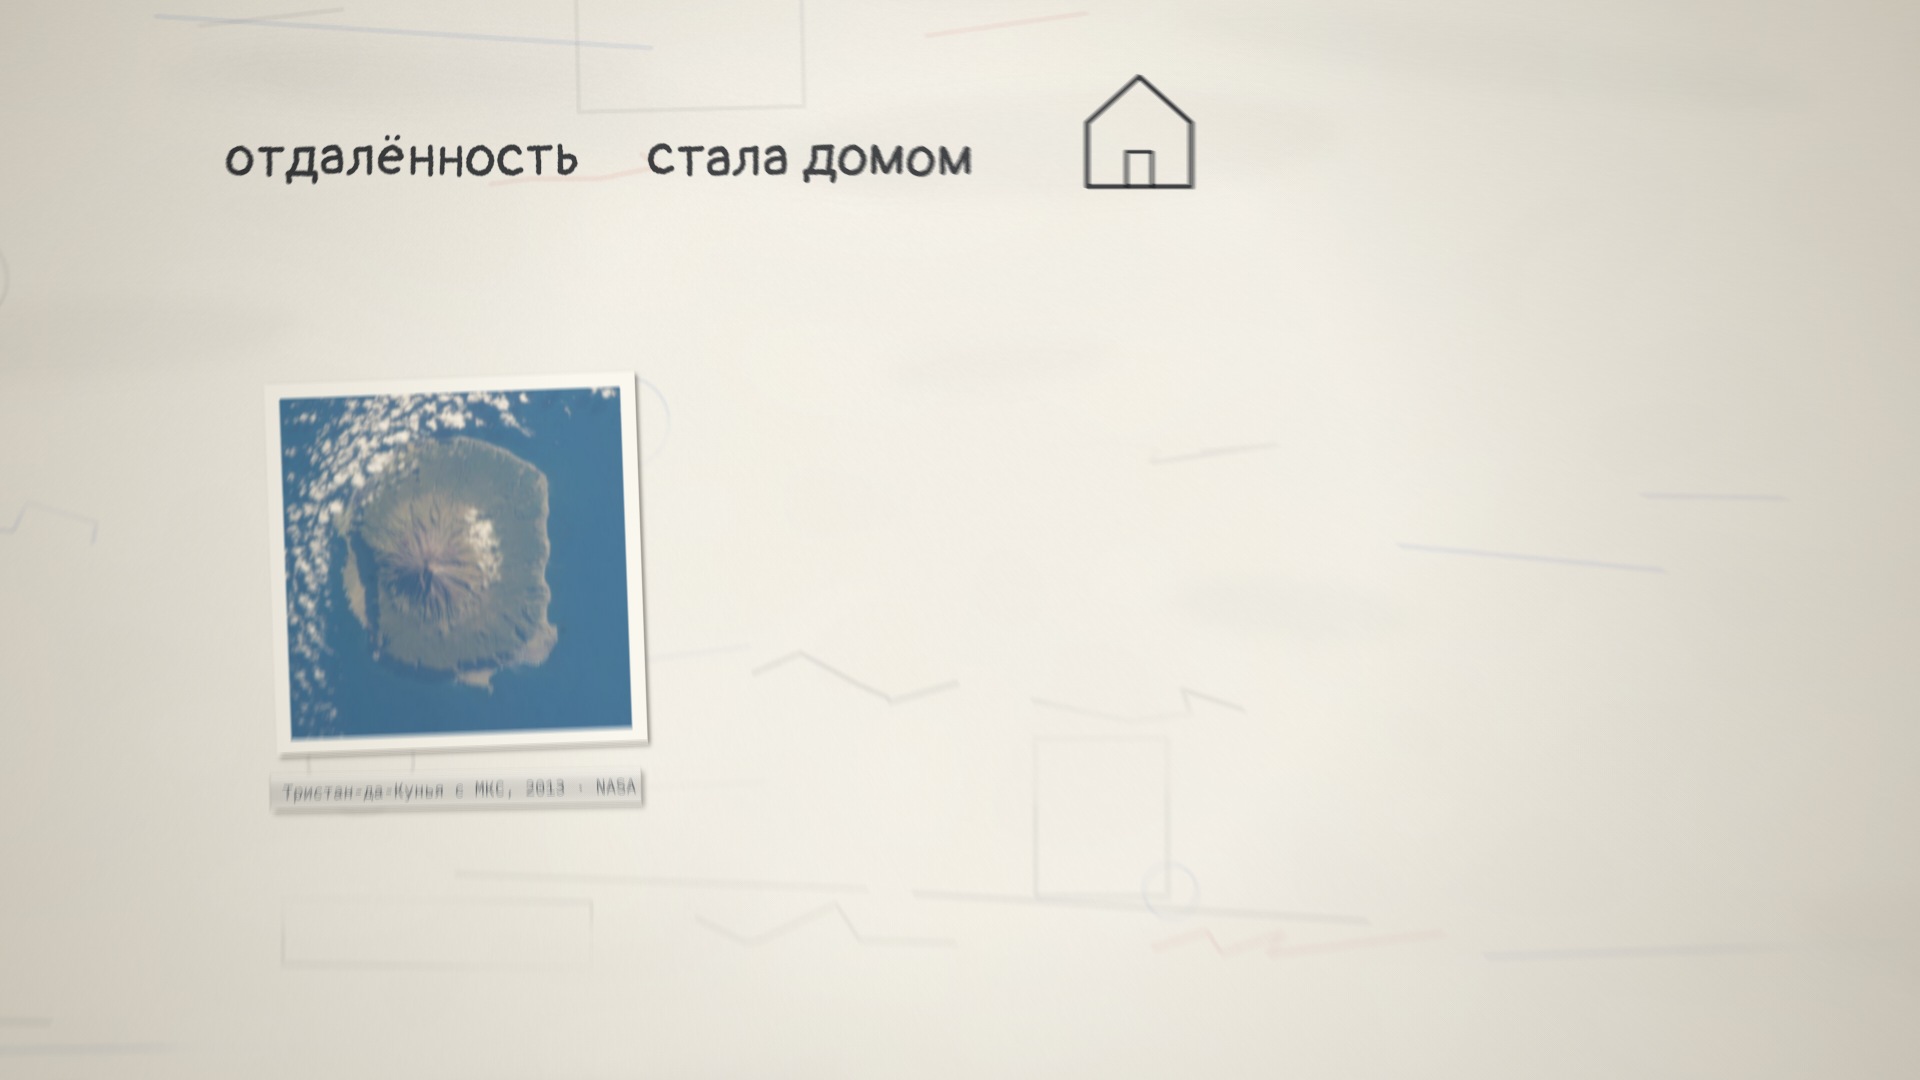 отдалённость стала домом
Тристан-да-Кунья с МКС, 2013 · NASA